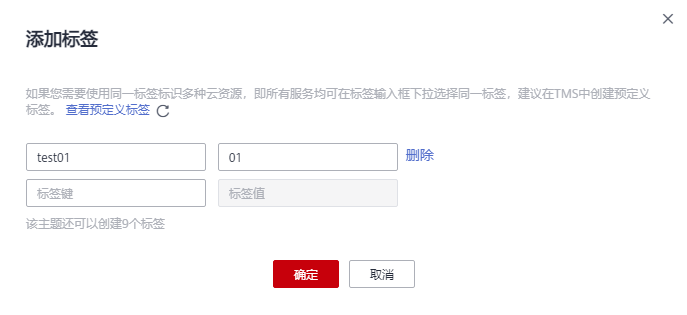 添加标签
如果您需要使用同一标签标识多种云资源，即所有服务均可在标签输入框下拉选择同一标签，建议在TMS中创建预定义
标签。 查看预定义标签
test01 01 删除
标签键 标签值
该主题还可以创建9个标签
确定 取消